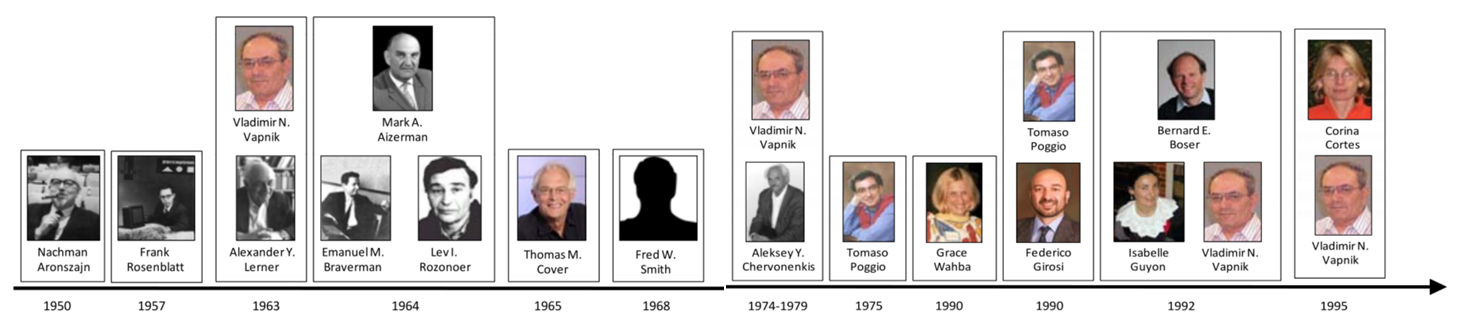 Nachman
Aronszajn
1950
Frank
Rosenblatt
1957
Vladimir N.
Vapnik
Alexander Y.
Lerner
1963
Mark A.
Aizerman
Emanuel M.
Braverman
Lev I.
Rozonoer
1964
Thomas M.
Cover
1965
Fred W.
Smith
1968
Vladimir N.
Vapnik
Aleksey Y.
Chervonenkis
1974-1979
Tomaso
Poggio
1975
Grace
Wahba
1990
Tomaso
Poggio
Federico
Girosi
1990
Bernard E.
Boser
Isabelle
Guyon
Vladimir N.
Vapnik
1992
Corina
Cortes
Vladimir N.
Vapnik
1995